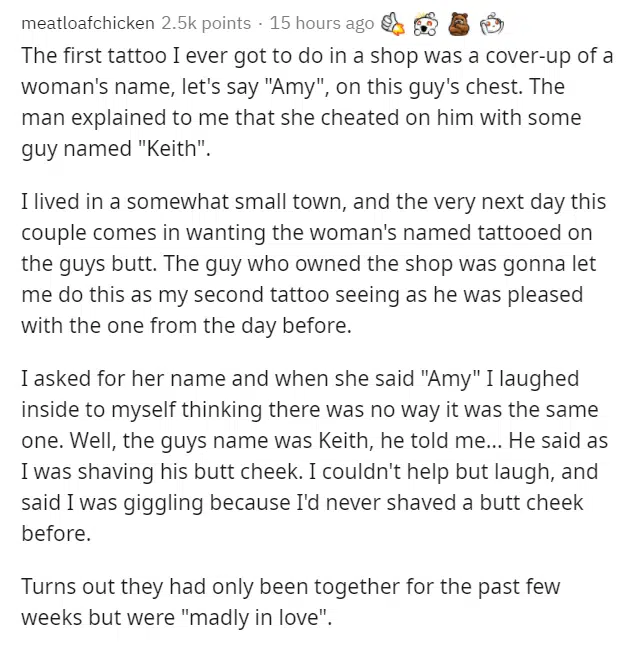 meatloafchicken 2.5k points · 15 hours ago
The first tattoo I ever got to do in a shop was a cover-up of a
woman's name, let's say "Amy", on this guy's chest. The
man explained to me that she cheated on him with some
guy named "Keith".
I lived in a somewhat small town, and the very next day this
couple comes in wanting the woman's named tattooed on
the guys butt. The guy who owned the shop was gonna let
me do this as my second tattoo seeing as he was pleased
with the one from the day before.
I asked for her name and when she said "Amy" I laughed
inside to myself thinking there was no way it was the same
one. Well, the guys name was Keith, he told me... He said as
I was shaving his butt cheek. I couldn't help but laugh, and
said I was giggling because I'd never shaved a butt cheek
before.
Turns out they had only been together for the past few
weeks but were "madly in love".